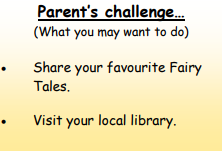 Parent's challenge…
(What you may want to do)
• Share your favourite Fairy
Tales.
• Visit your local library.